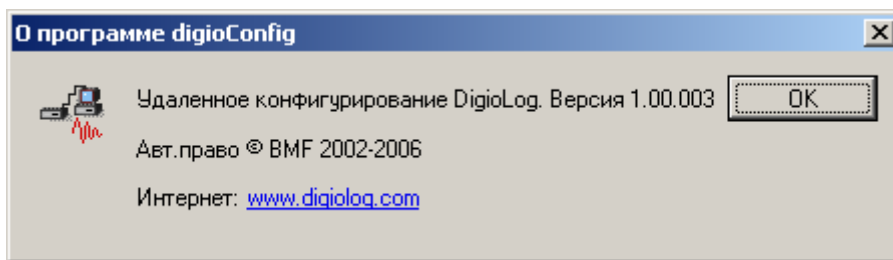 О программе digioConfig
Удаленное конфигурирование DigioLog. Версия 1.00.003
OK
Авт.право © BMF 2002-2006
Интернет: www.digiolog.com